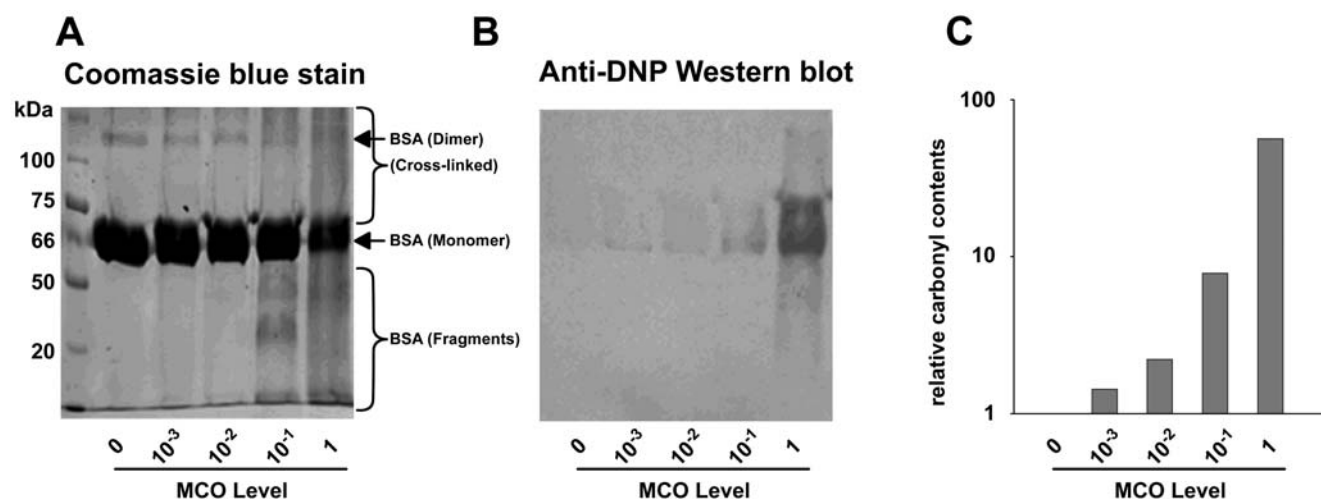 A
Coomassie blue stain
kDa
100
75
66
50
20
BSA (Dimer)
(Cross-linked)
BSA (Monomer)
BSA (Fragments)
0 10⁻³ 10⁻² 10⁻¹ 1
MCO Level
B
Anti-DNP Western blot
0 10⁻³ 10⁻² 10⁻¹ 1
MCO Level
C
relative carbonyl contents
100
10
1
0 10⁻³ 10⁻² 10⁻¹ 1
MCO Level